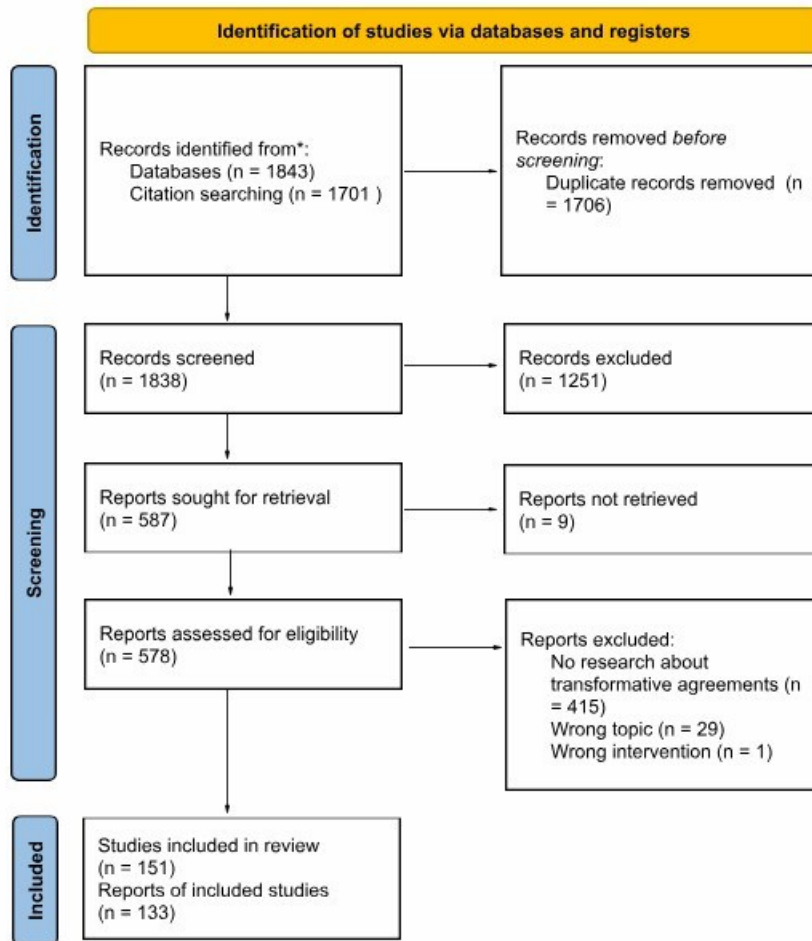 Identification of studies via databases and registers
Identification
Records identified from*:
Databases (n = 1843)
Citation searching (n = 1701 )
Records removed before
screening:
Duplicate records removed (n
= 1706)
Screening
Records screened
(n = 1838)
Records excluded
(n = 1251)
Reports sought for retrieval
(n = 587)
Reports not retrieved
(n = 9)
Reports assessed for eligibility
(n = 578)
Reports excluded:
No research about
transformative agreements (n
= 415)
Wrong topic (n = 29)
Wrong intervention (n = 1)
Included
Studies included in review
(n = 151)
Reports of included studies
(n = 133)